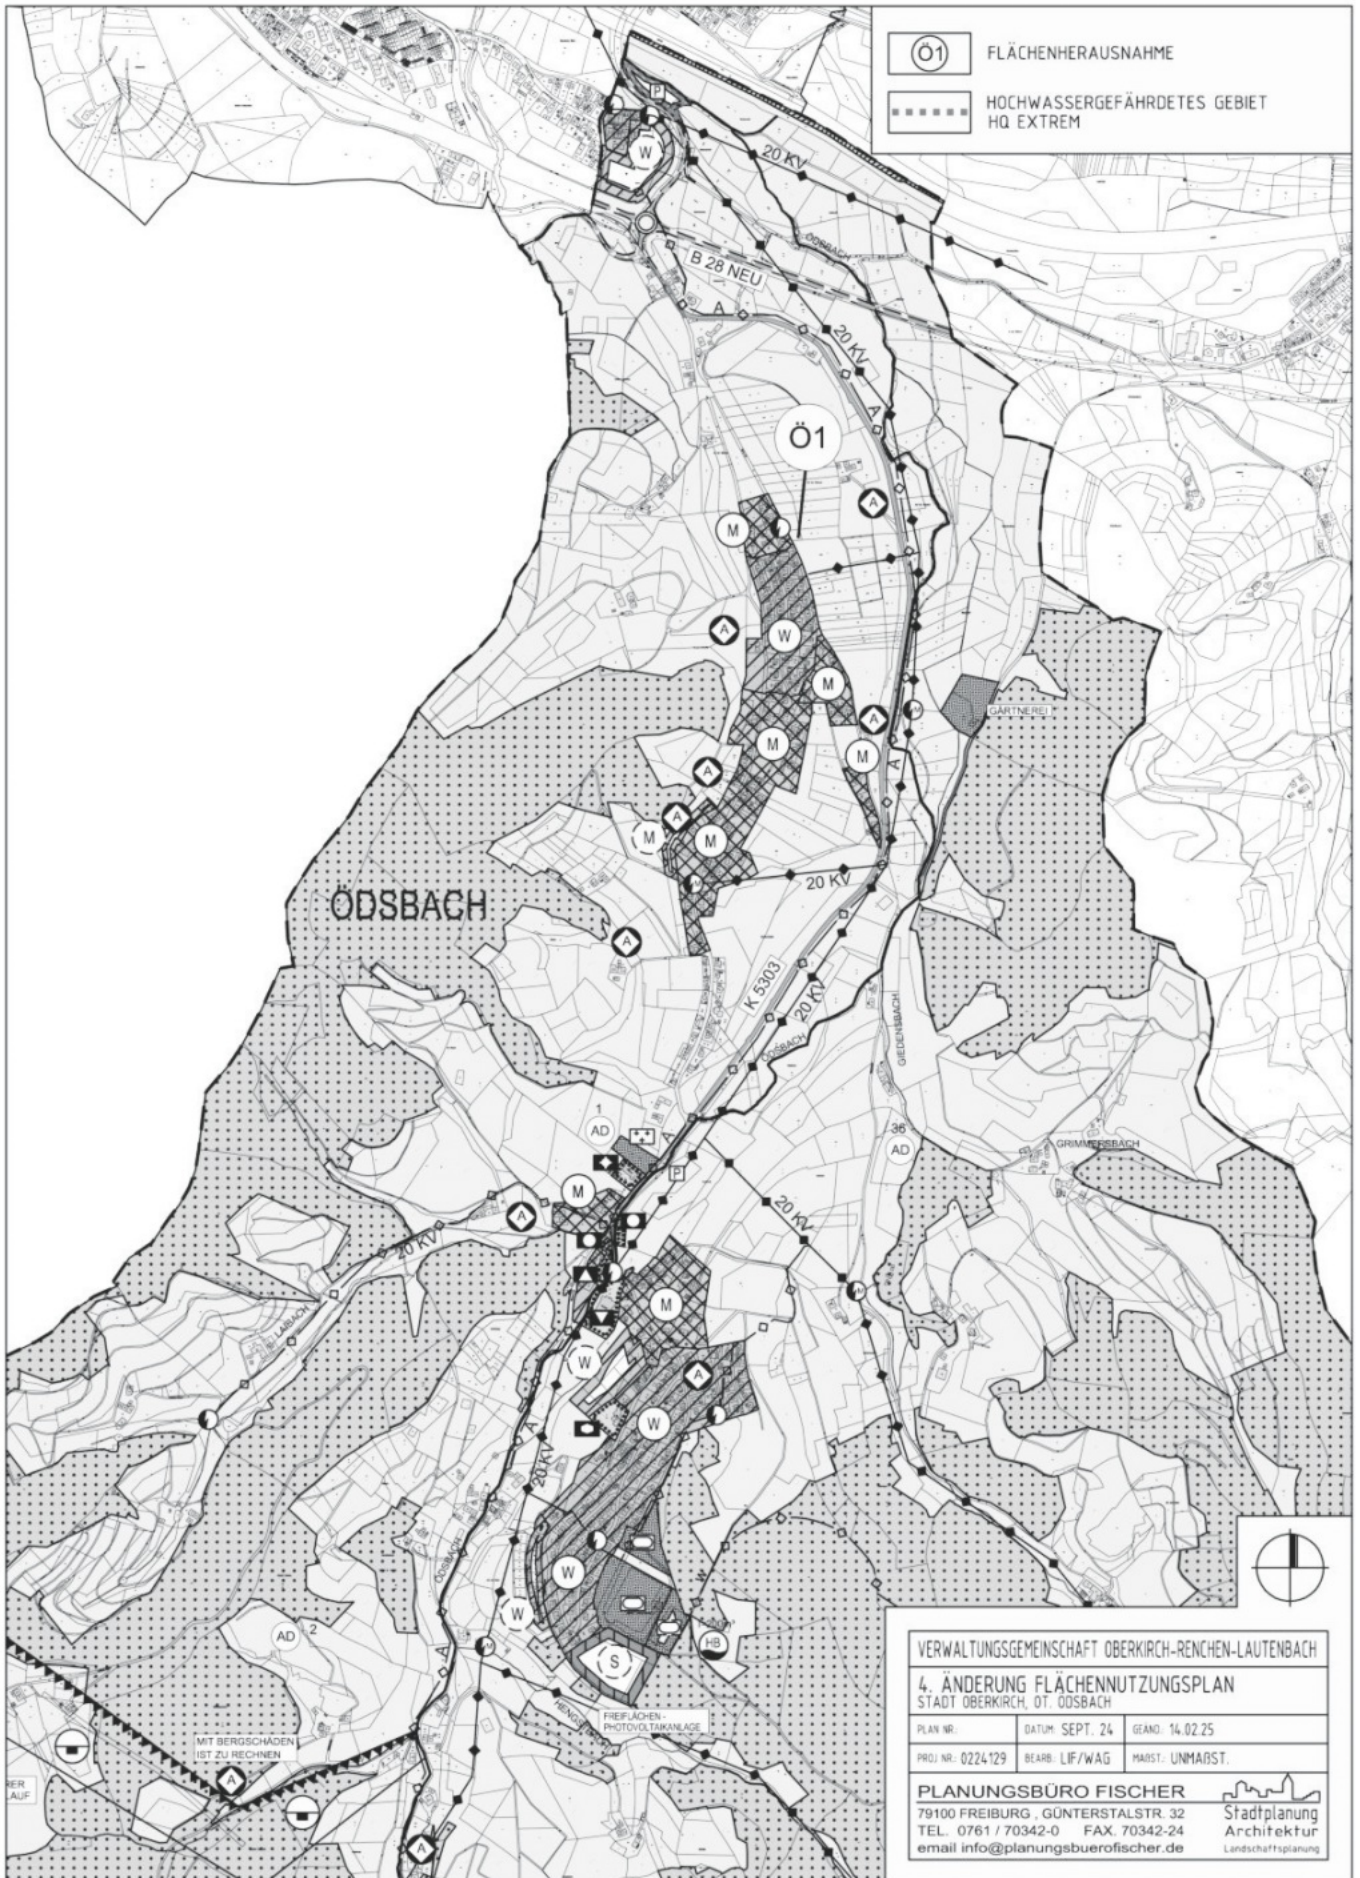 Ö1 FLÄCHENHERAUSNAHME
HOCHWASSERGEFÄHRDETES GEBIET
HQ EXTREM
P
W
20 KV
ÖDSBACH
B 28 NEU
A
20 KV
A
Ö1
A
M
A
W
M
A
GÄRTNEREI
M
M
A
A
A
M
M
20 KV
ÖDSBACH
A
K 5303
20 KV
ÖDSBACH
GIEDENSBACH
1
AD
36
AD
A
GRIMMERSBACH
P
M
A
20 KV
20 KV
LAIBACH
M
W
A
W
A
20 KV
W
ÖDSBACH
W
W
AD 2
HB
S
A
FREIFLÄCHEN-
PHOTOVOLTAIKANLAGE
MIT BERGSCHÄDEN
IST ZU RECHNEN
A
A
VERWALTUNGSGEMEINSCHAFT OBERKIRCH-RENCHEN-LAUTENBACH
4. ÄNDERUNG FLÄCHENNUTZUNGSPLAN
STADT OBERKIRCH, OT. ÖDSBACH
PLAN NR.: DATUM: SEPT. 24 GEÄND.: 14.02.25
PROJ.NR.: 0224129 BEARB.: LIF/WAG MAßST.: UNMAßST.
PLANUNGSBÜRO FISCHER
79100 FREIBURG , GÜNTERSTALSTR. 32
TEL. 0761 / 70342-0 FAX. 70342-24
email info@planungsbuerofischer.de
Stadtplanung
Architektur
Landschaftsplanung